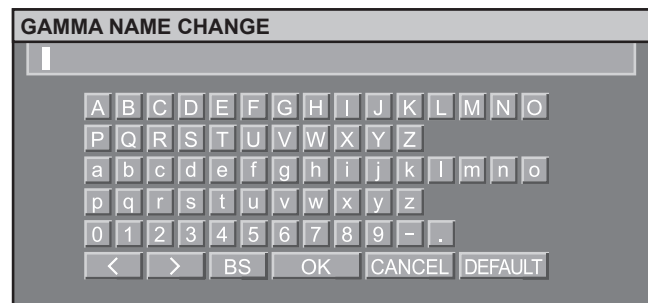 GAMMA NAME CHANGE
A B C D E F G H I J K L M N O
P Q R S T U V W X Y Z
a b c d e f g h i j k l m n o
p q r s t u v w x y z
0 1 2 3 4 5 6 7 8 9 - .
< > BS OK CANCEL DEFAULT